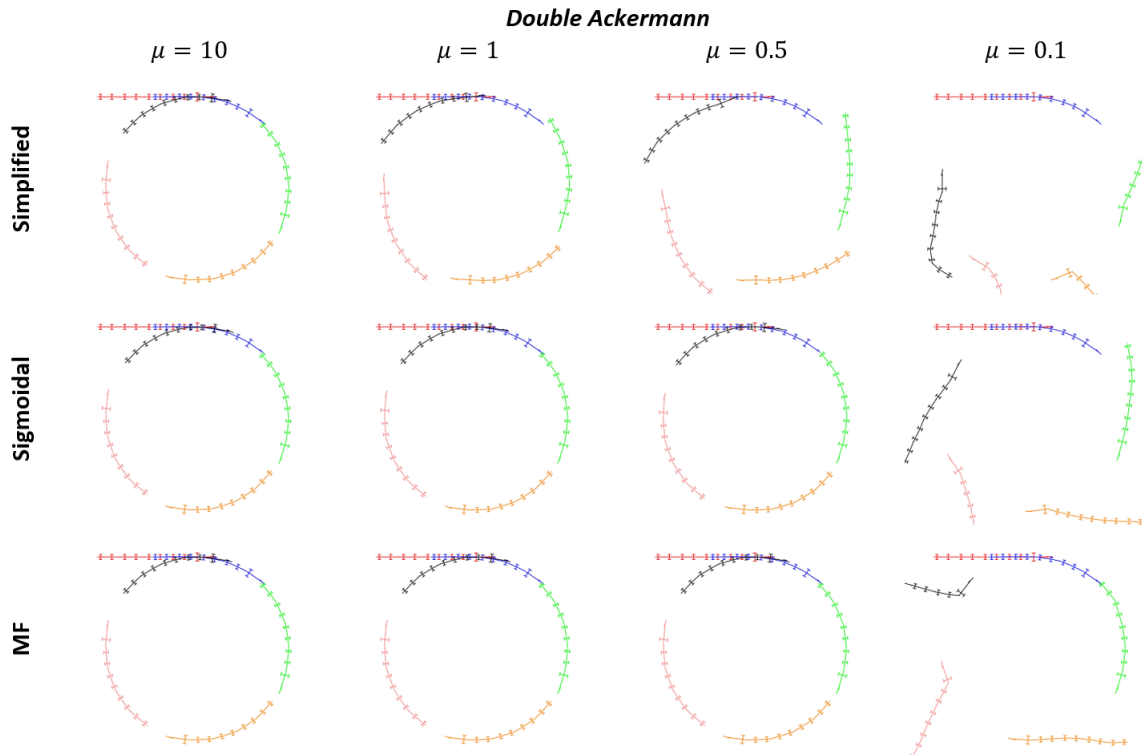 Double Ackermann
μ = 10 μ = 1 μ = 0.5 μ = 0.1
Simplified
Sigmoidal
MF